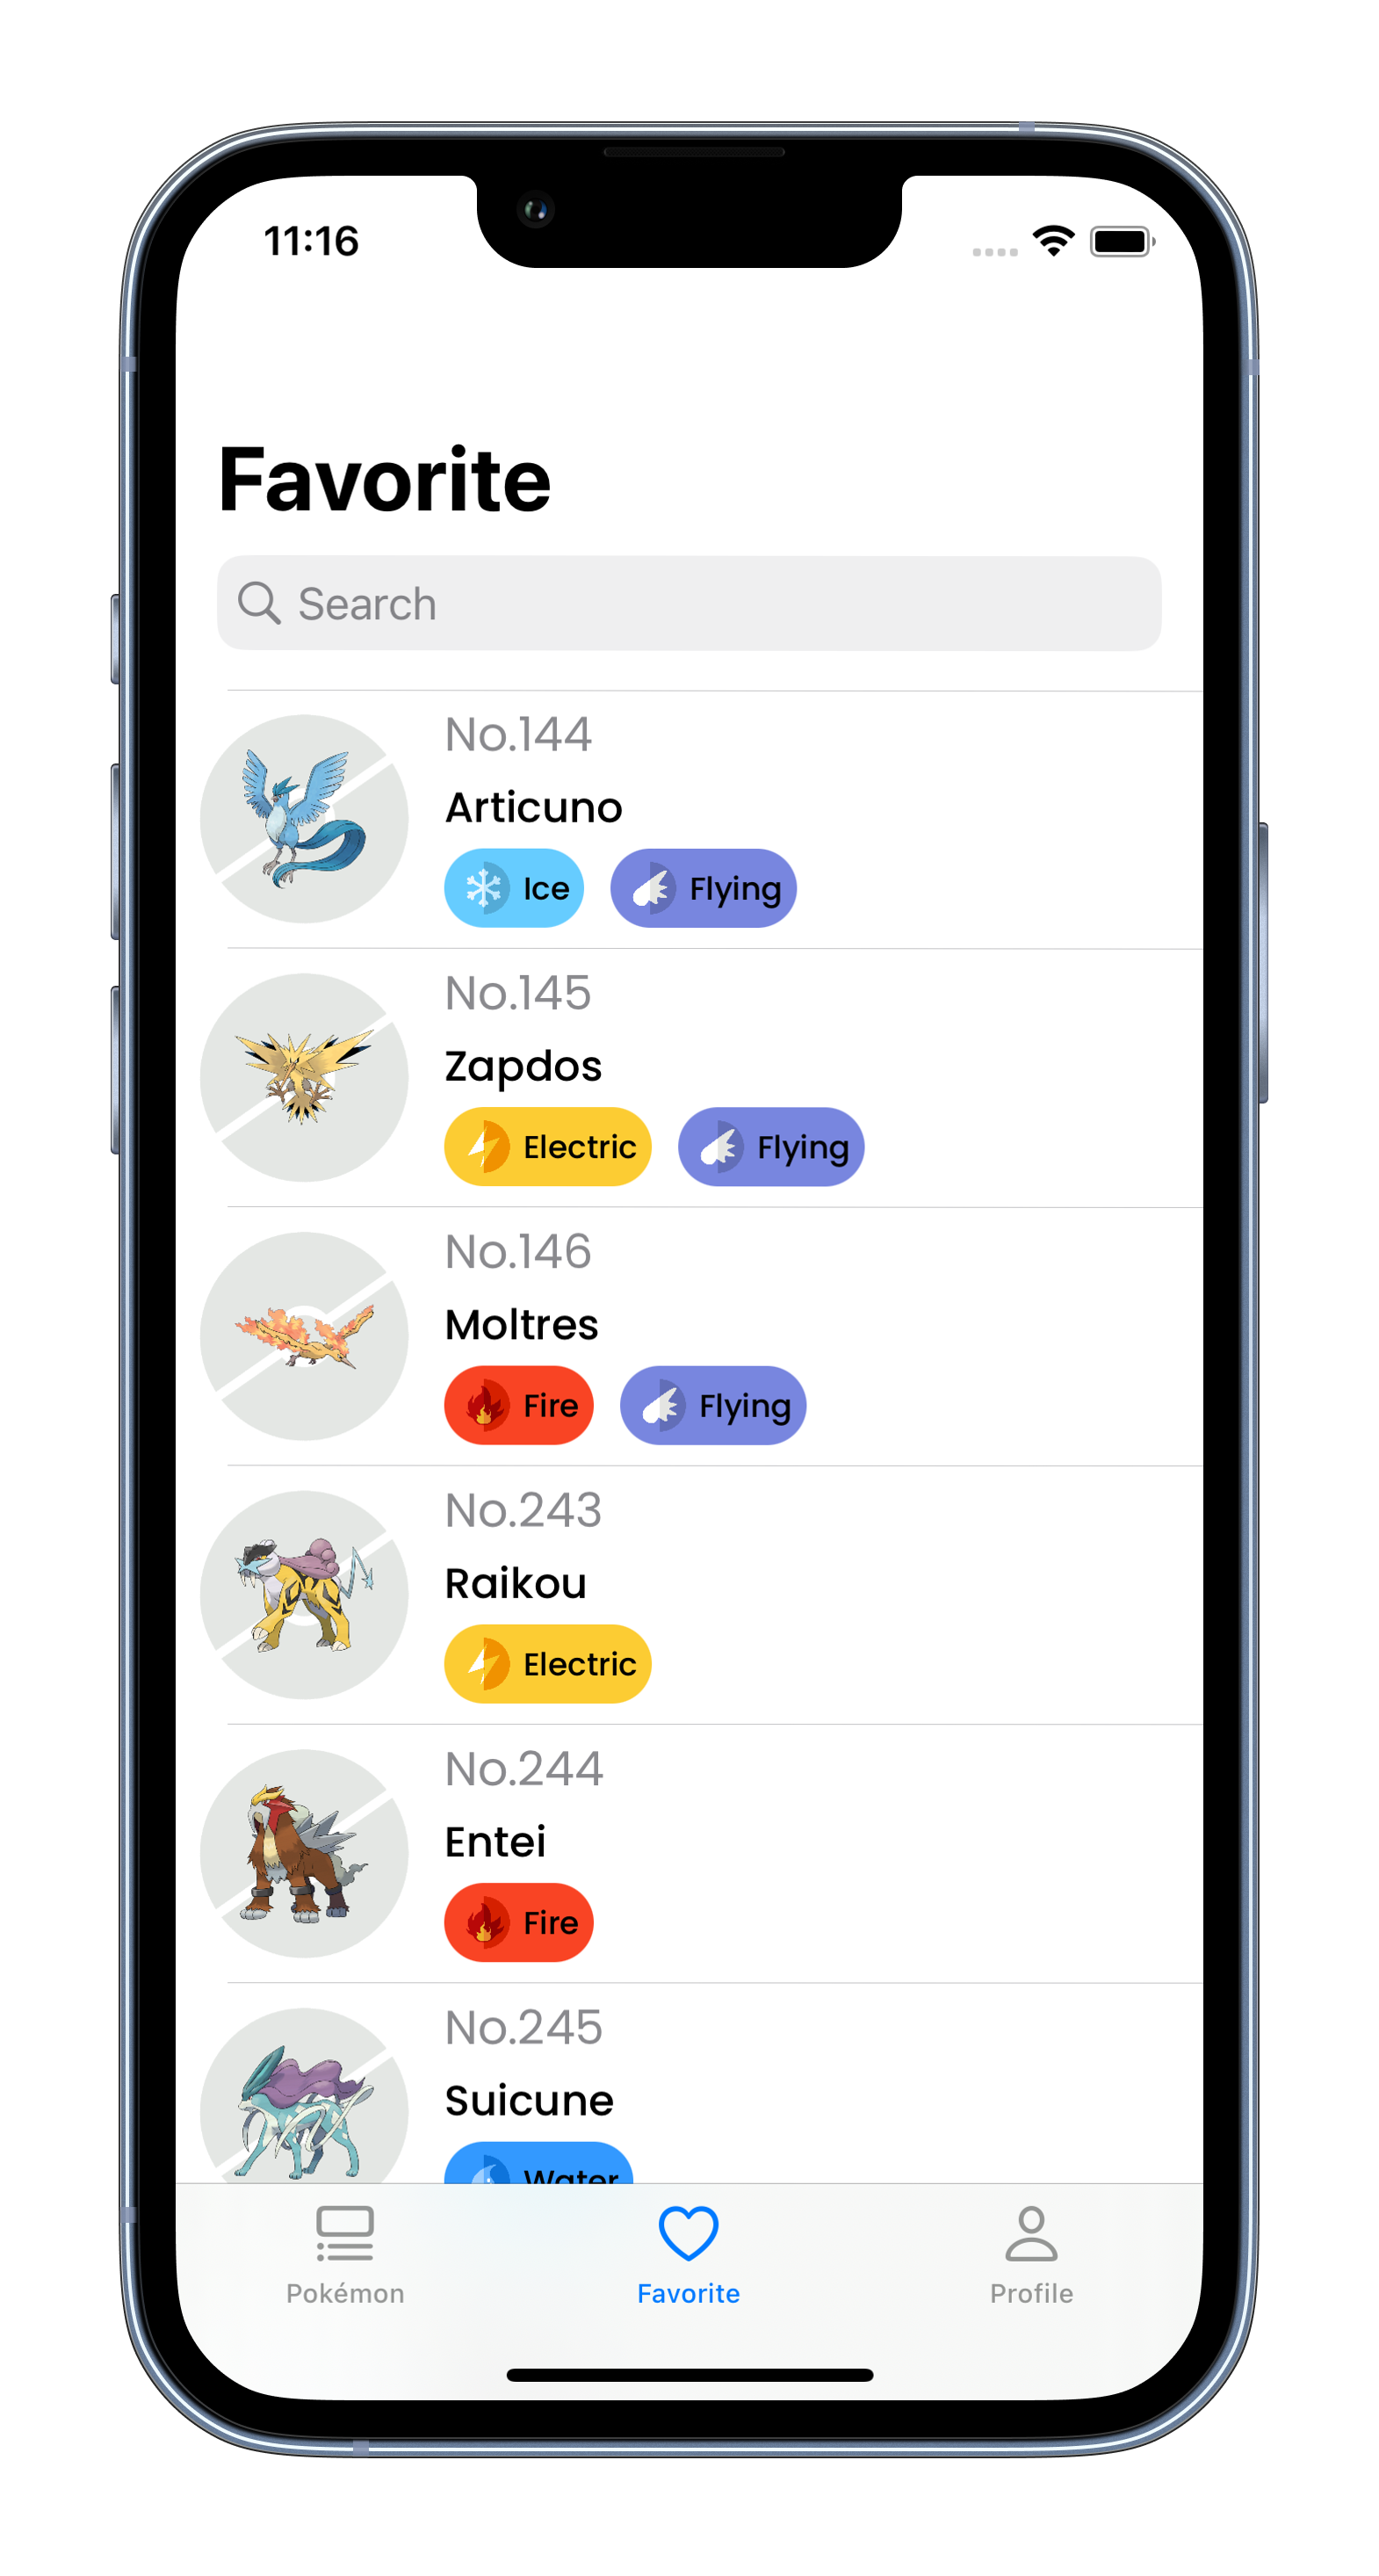 11:16
Favorite
Search
No.144
Articuno
Ice Flying
No.145
Zapdos
Electric Flying
No.146
Moltres
Fire Flying
No.243
Raikou
Electric
No.244
Entei
Fire
No.245
Suicune
Water
Pokémon Favorite Profile